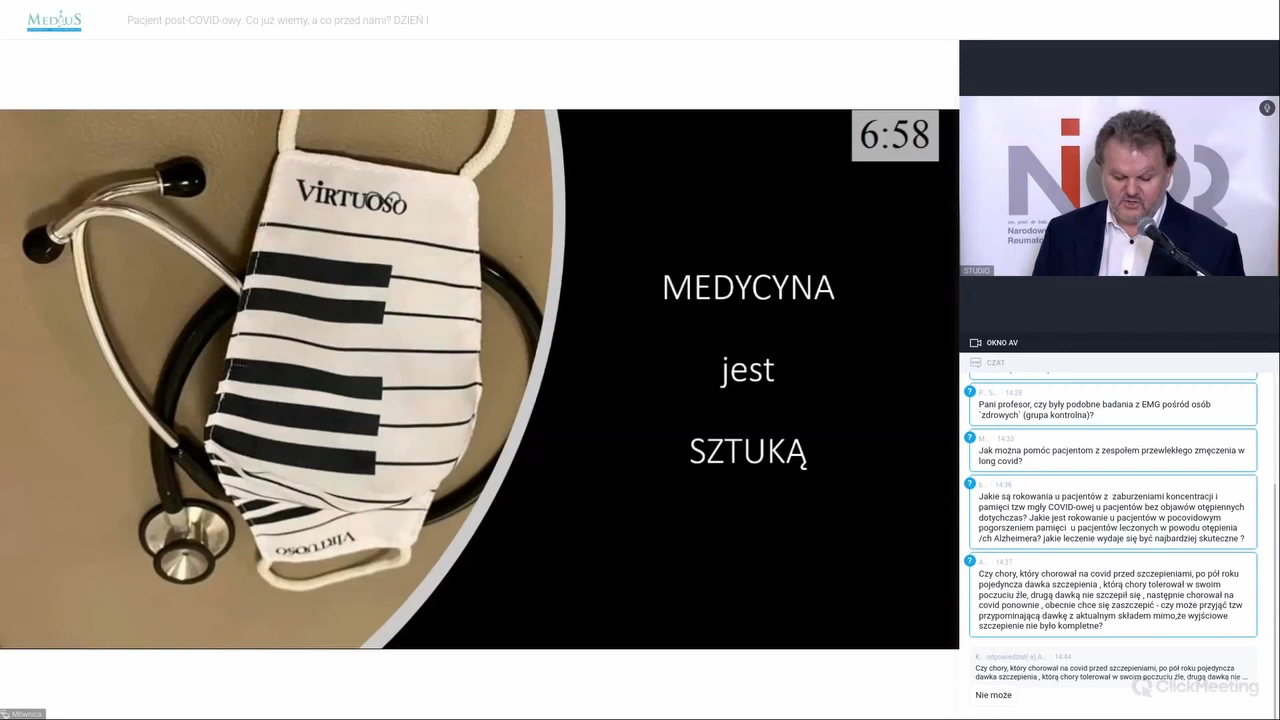 MEDiUS
Pacjent post-COVID-owy. Co już wiemy, a co przed nami? DZIEŃ I
ViRTUOSO
ViRTUOSO
6:58
MEDYCYNA
jest
SZTUKĄ
Mównica
Narodow
Reumato
STUDIO
OKNO AV
CZAT
P... S... · 14:28
Pani profesor, czy były podobne badania z EMG pośród osób
`zdrowych` (grupa kontrolna)?
M... · 14:33
Jak można pomóc pacjentom z zespołem przewlekłego zmęczenia w
long covid?
b... · 14:36
Jakie są rokowania u pacjentów z zaburzeniami koncentracji i
pamięci tzw mgły COVID-owej u pacjentów bez objawów otępiennych
dotychczas? Jakie jest rokowanie u pacjentów w pocovidowym
pogorszeniem pamięci u pacjentów leczonych w powodu otępienia
/ch Alzheimera? jakie leczenie wydaje się być najbardziej skuteczne ?
A... · 14:37
Czy chory, który chorował na covid przed szczepieniami, po pół roku
pojedyncza dawka szczepienia , którą chory tolerował w swoim
poczuciu źle, drugą dawką nie szczepił się , następnie chorował na
covid ponownie , obecnie chce się zaszczepić - czy może przyjąć tzw
przypominającą dawkę z aktualnym składem mimo,że wyjściowe
szczepienie nie było kompletne?
K... odpowiedział(-a) A... · 14:44
Czy chory, który chorował na covid przed szczepieniami, po pół roku pojedyncza
dawka szczepienia , którą chory tolerował w swoim poczuciu źle, drugą dawką nie ...
Nie może
ClickMeeting